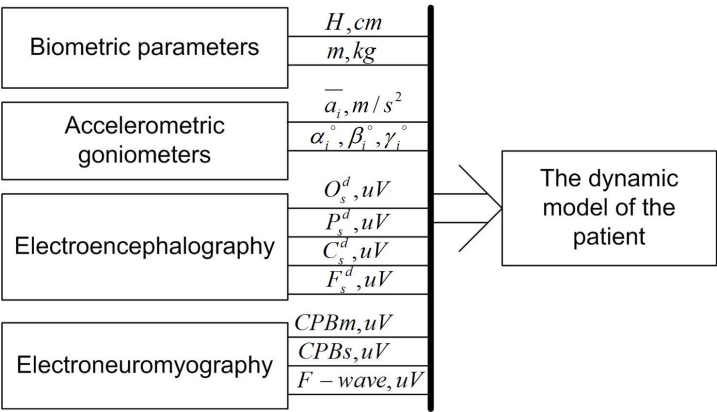 Biometric parameters
H, cm
m, kg
Accelerometric
goniometers
a̅ᵢ, m / s²
αᵢ°, βᵢ°, γᵢ°
Electroencephalography
Oₛᵈ, uV
Pₛᵈ, uV
Cₛᵈ, uV
Fₛᵈ, uV
Electroneuromyography
CPBm, uV
CPBs, uV
F – wave, uV
The dynamic
model of the
patient